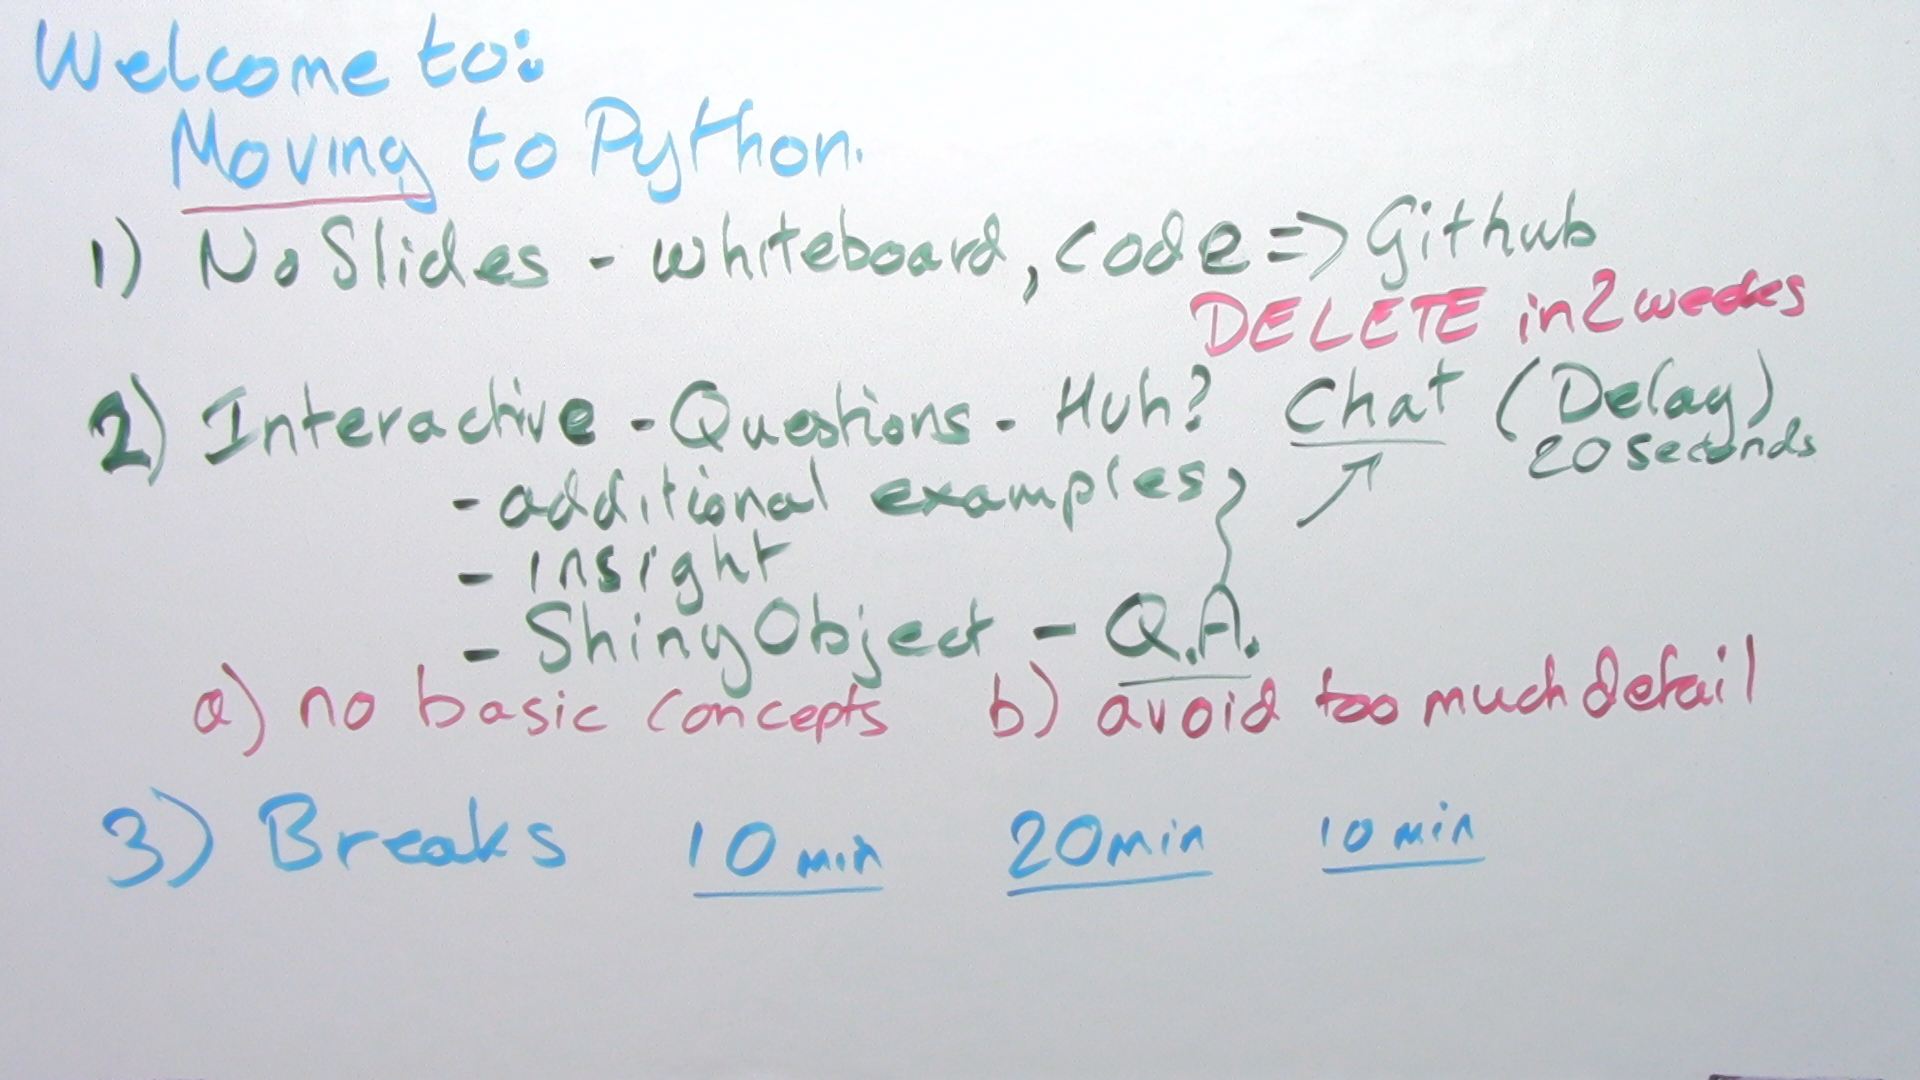 Welcome to:
Moving to Python.
1) No Slides - whiteboard, code => Github
DELETE in 2 weeks
2) Interactive - Questions - Huh? Chat (Delay)
20 seconds
- additional examples
- insight
- Shiny Object - Q.A.
a) no basic concepts b) avoid too much detail
3) Breaks 10 min 20 min 10 min